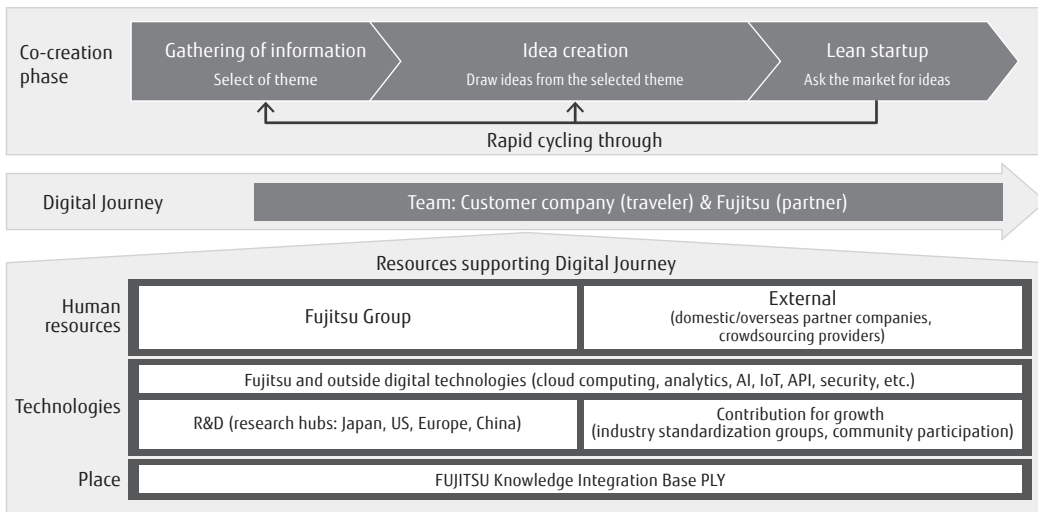 Co-creation
phase
Gathering of information
Select of theme
Idea creation
Draw ideas from the selected theme
Lean startup
Ask the market for ideas
Rapid cycling through
Digital Journey
Team: Customer company (traveler) & Fujitsu (partner)
Resources supporting Digital Journey
Human
resources
Fujitsu Group
External
(domestic/overseas partner companies,
crowdsourcing providers)
Technologies
Fujitsu and outside digital technologies (cloud computing, analytics, AI, IoT, API, security, etc.)
R&D (research hubs: Japan, US, Europe, China)
Contribution for growth
(industry standardization groups, community participation)
Place
FUJITSU Knowledge Integration Base PLY